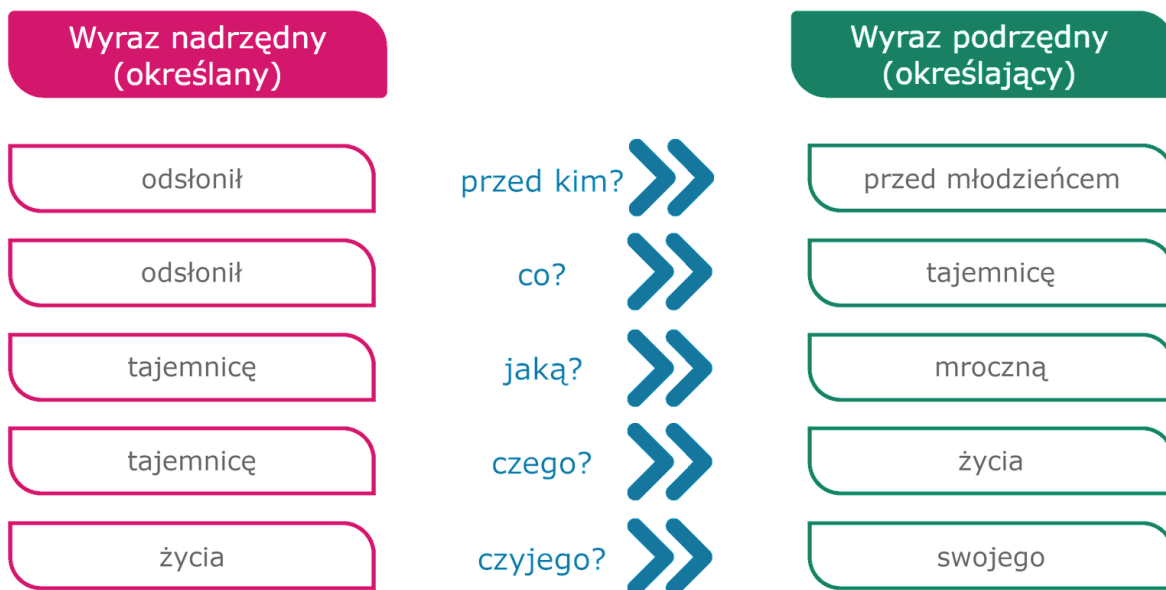 Wyraz nadrzędny
(określany)
Wyraz podrzędny
(określający)
odsłonił
przed kim?
przed młodzieńcem
odsłonił
co?
tajemnicę
tajemnicę
jaką?
mroczną
tajemnicę
czego?
życia
życia
czyjego?
swojego